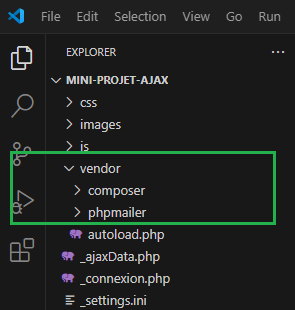 File Edit Selection View Go Run
EXPLORER
MINI-PROJET-AJAX
css
images
js
vendor
composer
phpmailer
autoload.php
_ajaxData.php
_connexion.php
_settings.ini